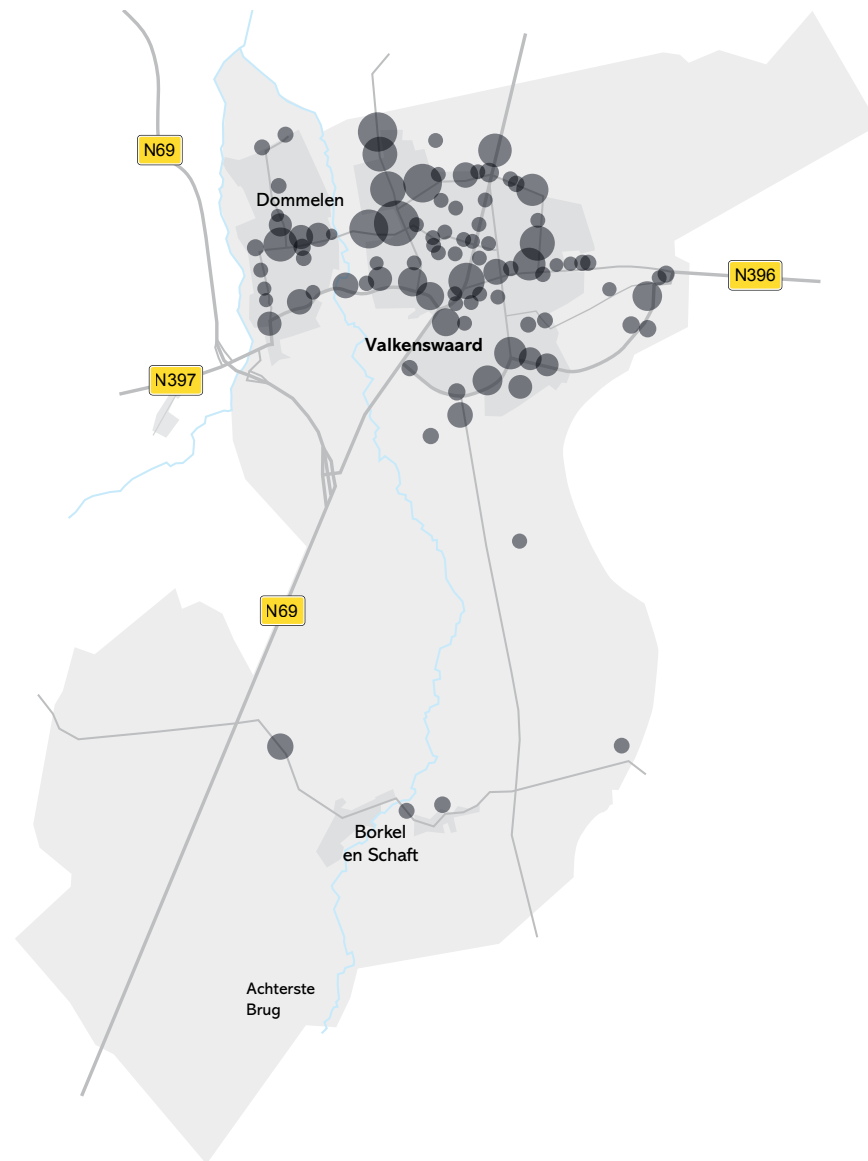 N69
Dommelen
N396
Valkenswaard
N397
N69
Borkel
en Schaft
Achterste
Brug